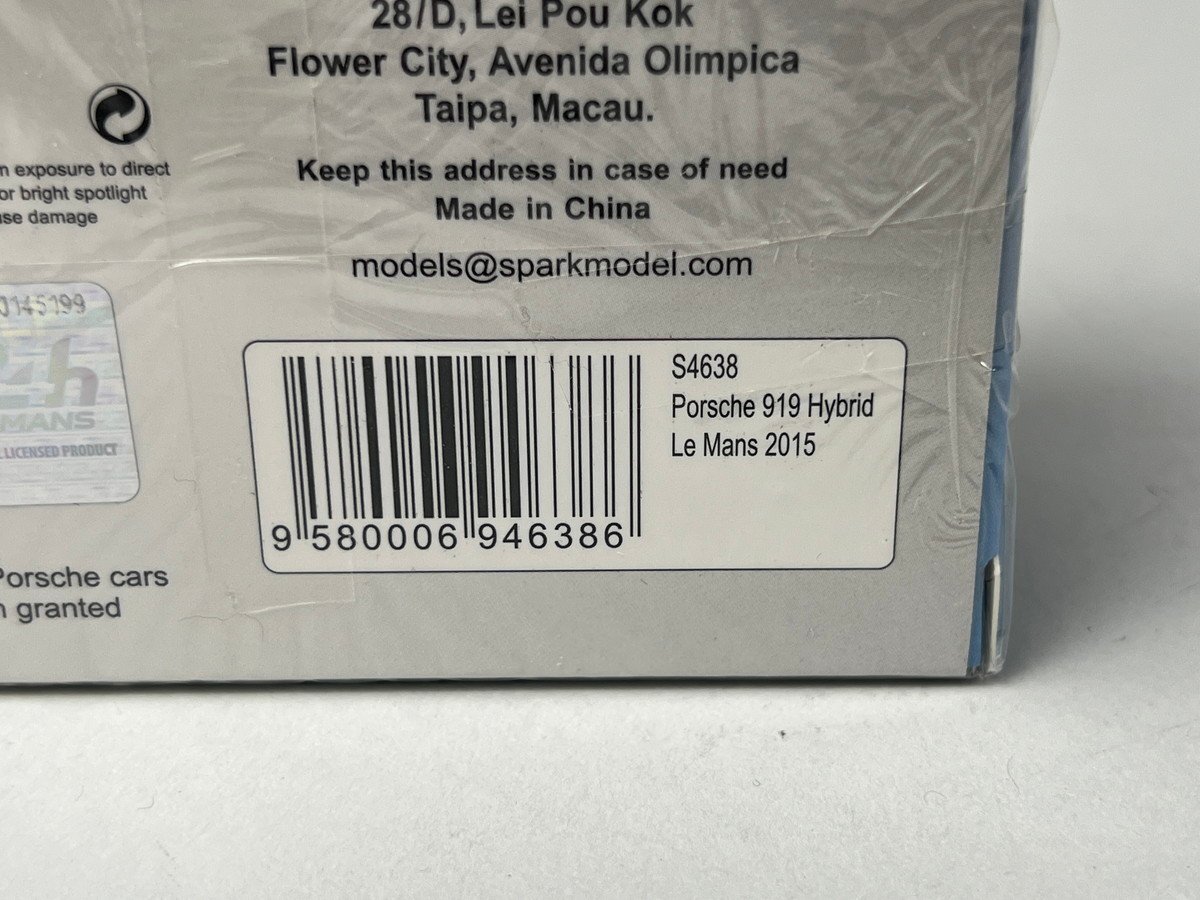 28/D, Lei Pou Kok
Flower City, Avenida Olimpica
Taipa, Macau.
Keep this address in case of need
Made in China
models@sparkmodel.com
exposure to direct
or bright spotlight
damage
145199
MANS
LICENSED PRODUCT
S4638
Porsche 919 Hybrid
Le Mans 2015
9 580006 946386
Porsche cars
granted